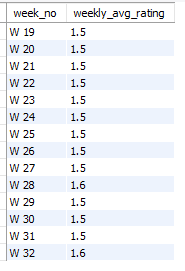 week_no weekly_avg_rating
W 19 1.5
W 20 1.5
W 21 1.5
W 22 1.5
W 23 1.5
W 24 1.5
W 25 1.5
W 26 1.5
W 27 1.5
W 28 1.6
W 29 1.5
W 30 1.5
W 31 1.5
W 32 1.6